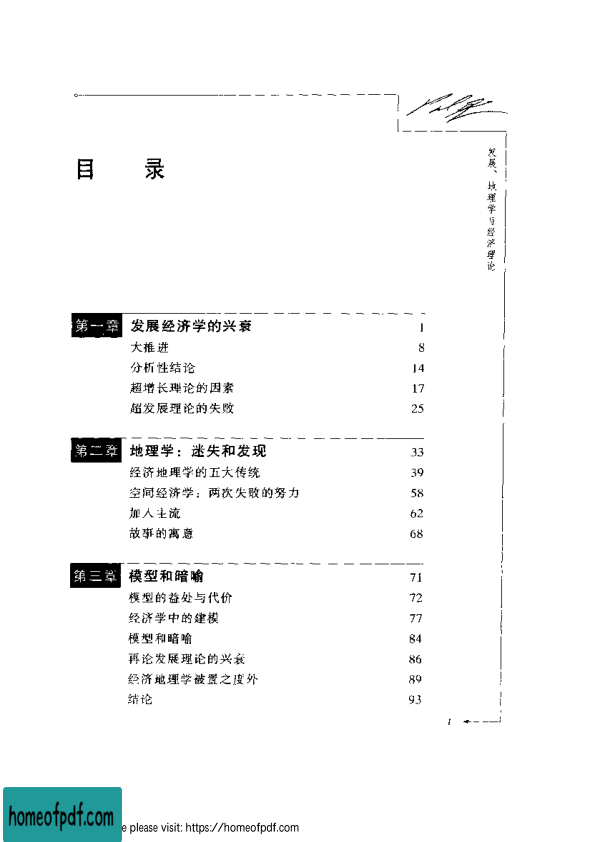 目 录
发展、地理学与经济理论
第一章 发展经济学的兴衰 1
大推进 8
分析性结论 14
超增长理论的因素 17
超发展理论的失败 25
第二章 地理学：迷失和发现 33
经济地理学的五大传统 39
空间经济学：两次失败的努力 58
加入主流 62
故事的寓意 68
第三章 模型和暗喻 71
模型的益处与代价 72
经济学中的建模 77
模型和暗喻 84
再论发展理论的兴衰 86
经济地理学被置之度外 89
结论 93
1
homeofpdf.com
e please visit: https://homeofpdf.com